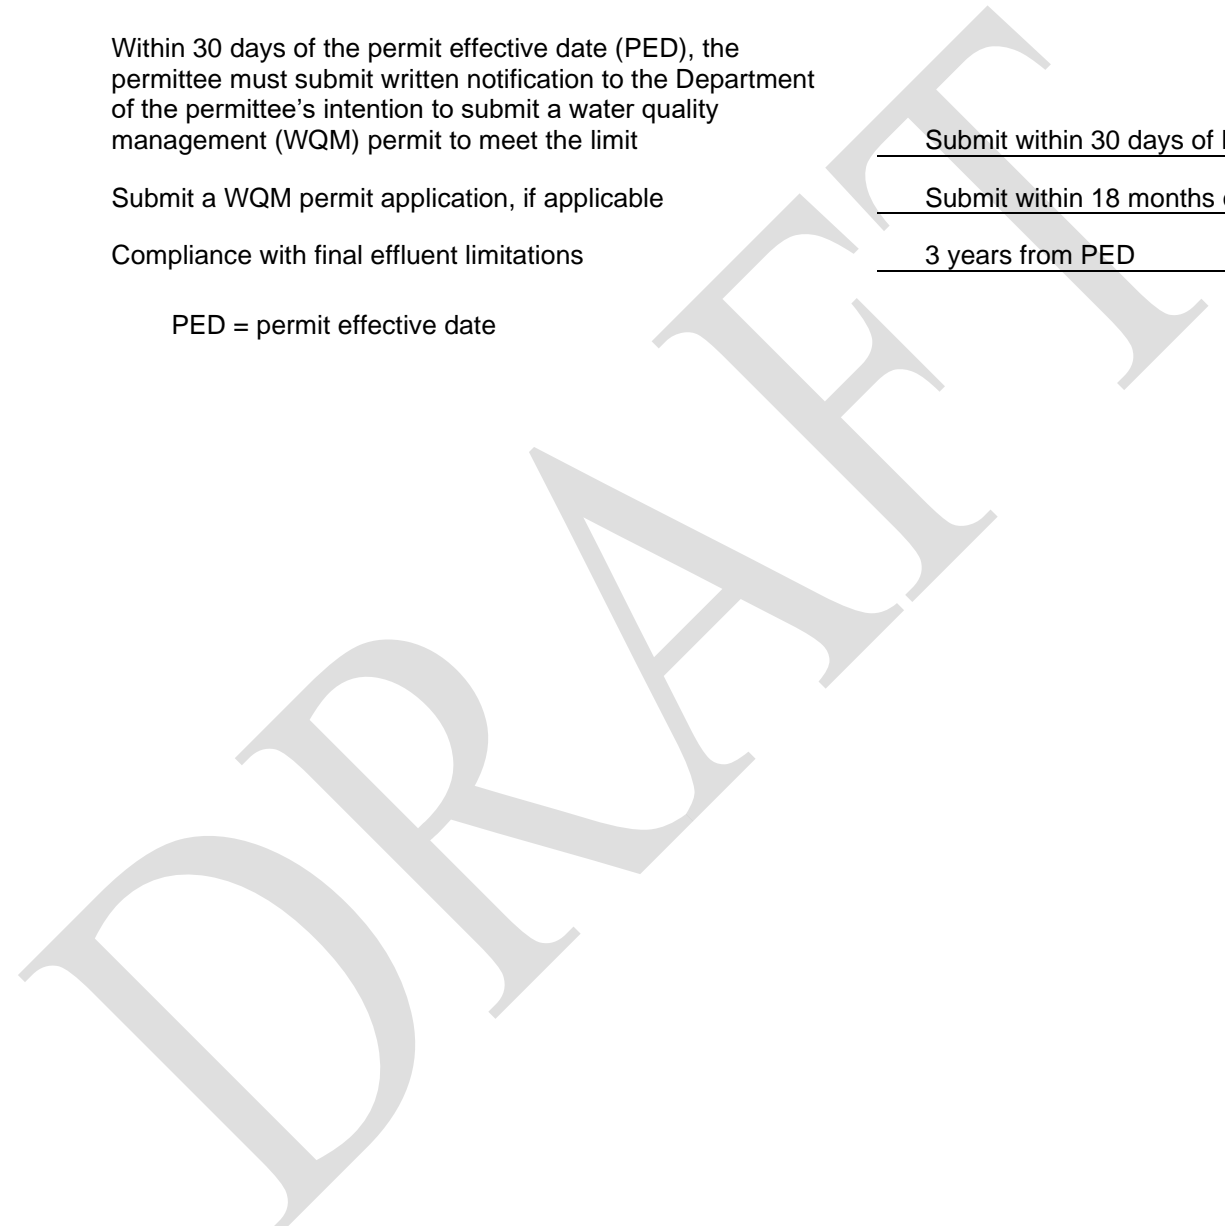 Within 30 days of the permit effective date (PED), the
permittee must submit written notification to the Department
of the permittee’s intention to submit a water quality
management (WQM) permit to meet the limit
Submit within 30 days of
Submit a WQM permit application, if applicable
Submit within 18 months
Compliance with final effluent limitations
3 years from PED
PED = permit effective date
DRAFT